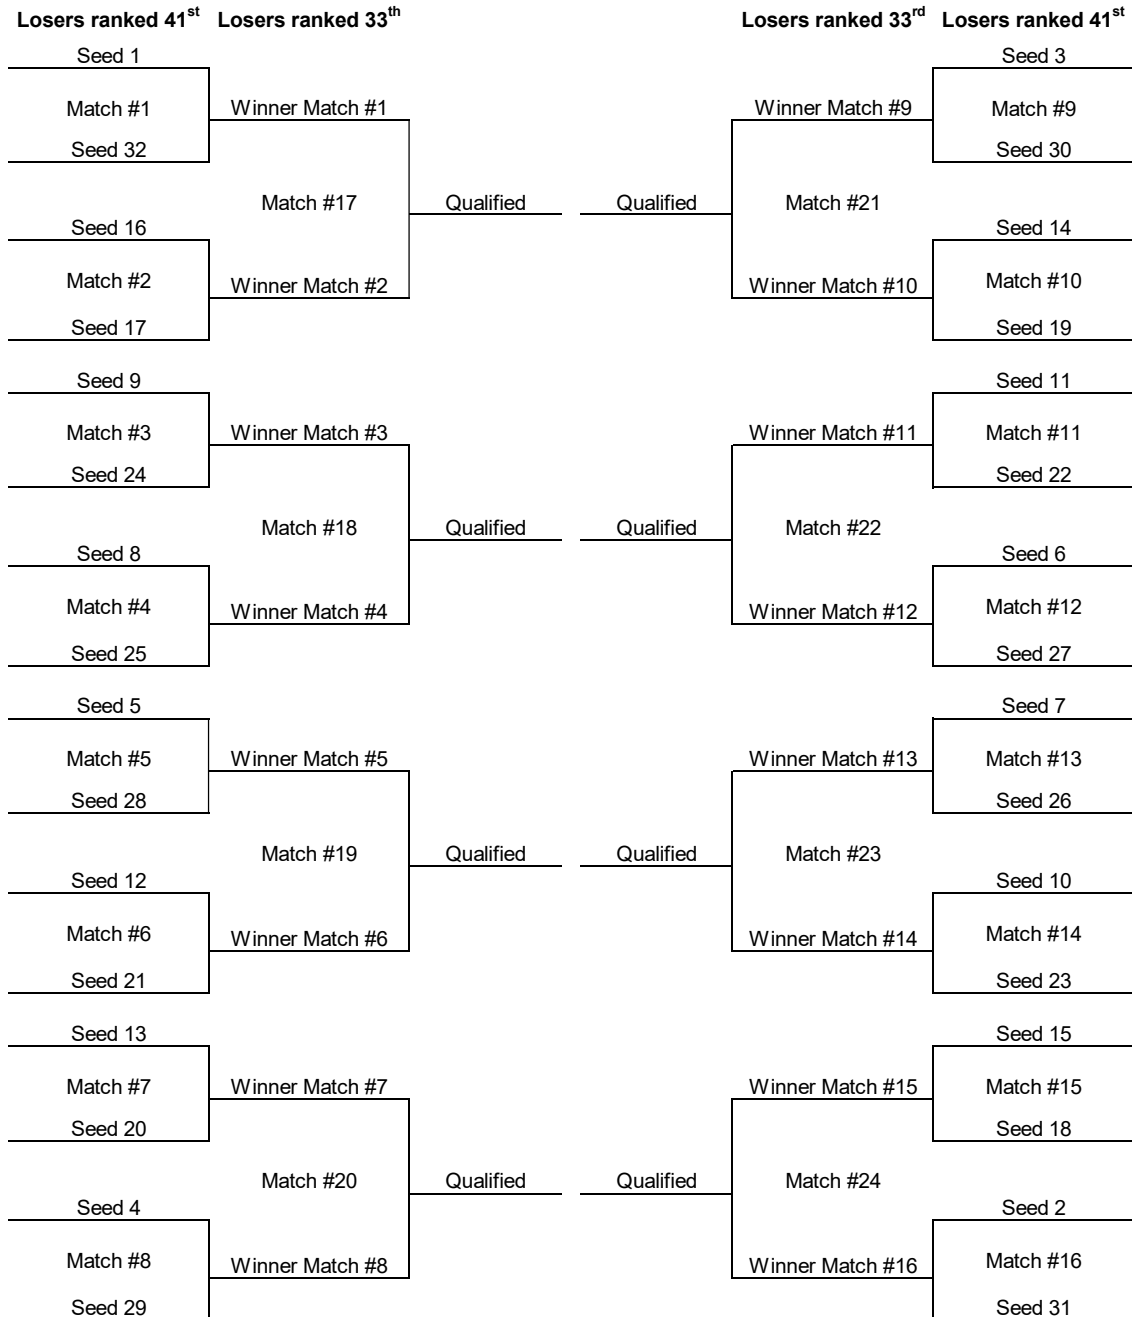 Losers ranked 41st Losers ranked 33th Losers ranked 33rd Losers ranked 41st
Seed 1 Seed 3
Match #1 Winner Match #1 Winner Match #9 Match #9
Seed 32 Seed 30
Match #17 Qualified Qualified Match #21
Seed 16 Seed 14
Match #2 Winner Match #2 Winner Match #10 Match #10
Seed 17 Seed 19
Seed 9 Seed 11
Match #3 Winner Match #3 Winner Match #11 Match #11
Seed 24 Seed 22
Match #18 Qualified Qualified Match #22
Seed 8 Seed 6
Match #4 Winner Match #4 Winner Match #12 Match #12
Seed 25 Seed 27
Seed 5 Seed 7
Match #5 Winner Match #5 Winner Match #13 Match #13
Seed 28 Seed 26
Match #19 Qualified Qualified Match #23
Seed 12 Seed 10
Match #6 Winner Match #6 Winner Match #14 Match #14
Seed 21 Seed 23
Seed 13 Seed 15
Match #7 Winner Match #7 Winner Match #15 Match #15
Seed 20 Seed 18
Match #20 Qualified Qualified Match #24
Seed 4 Seed 2
Match #8 Winner Match #8 Winner Match #16 Match #16
Seed 29 Seed 31